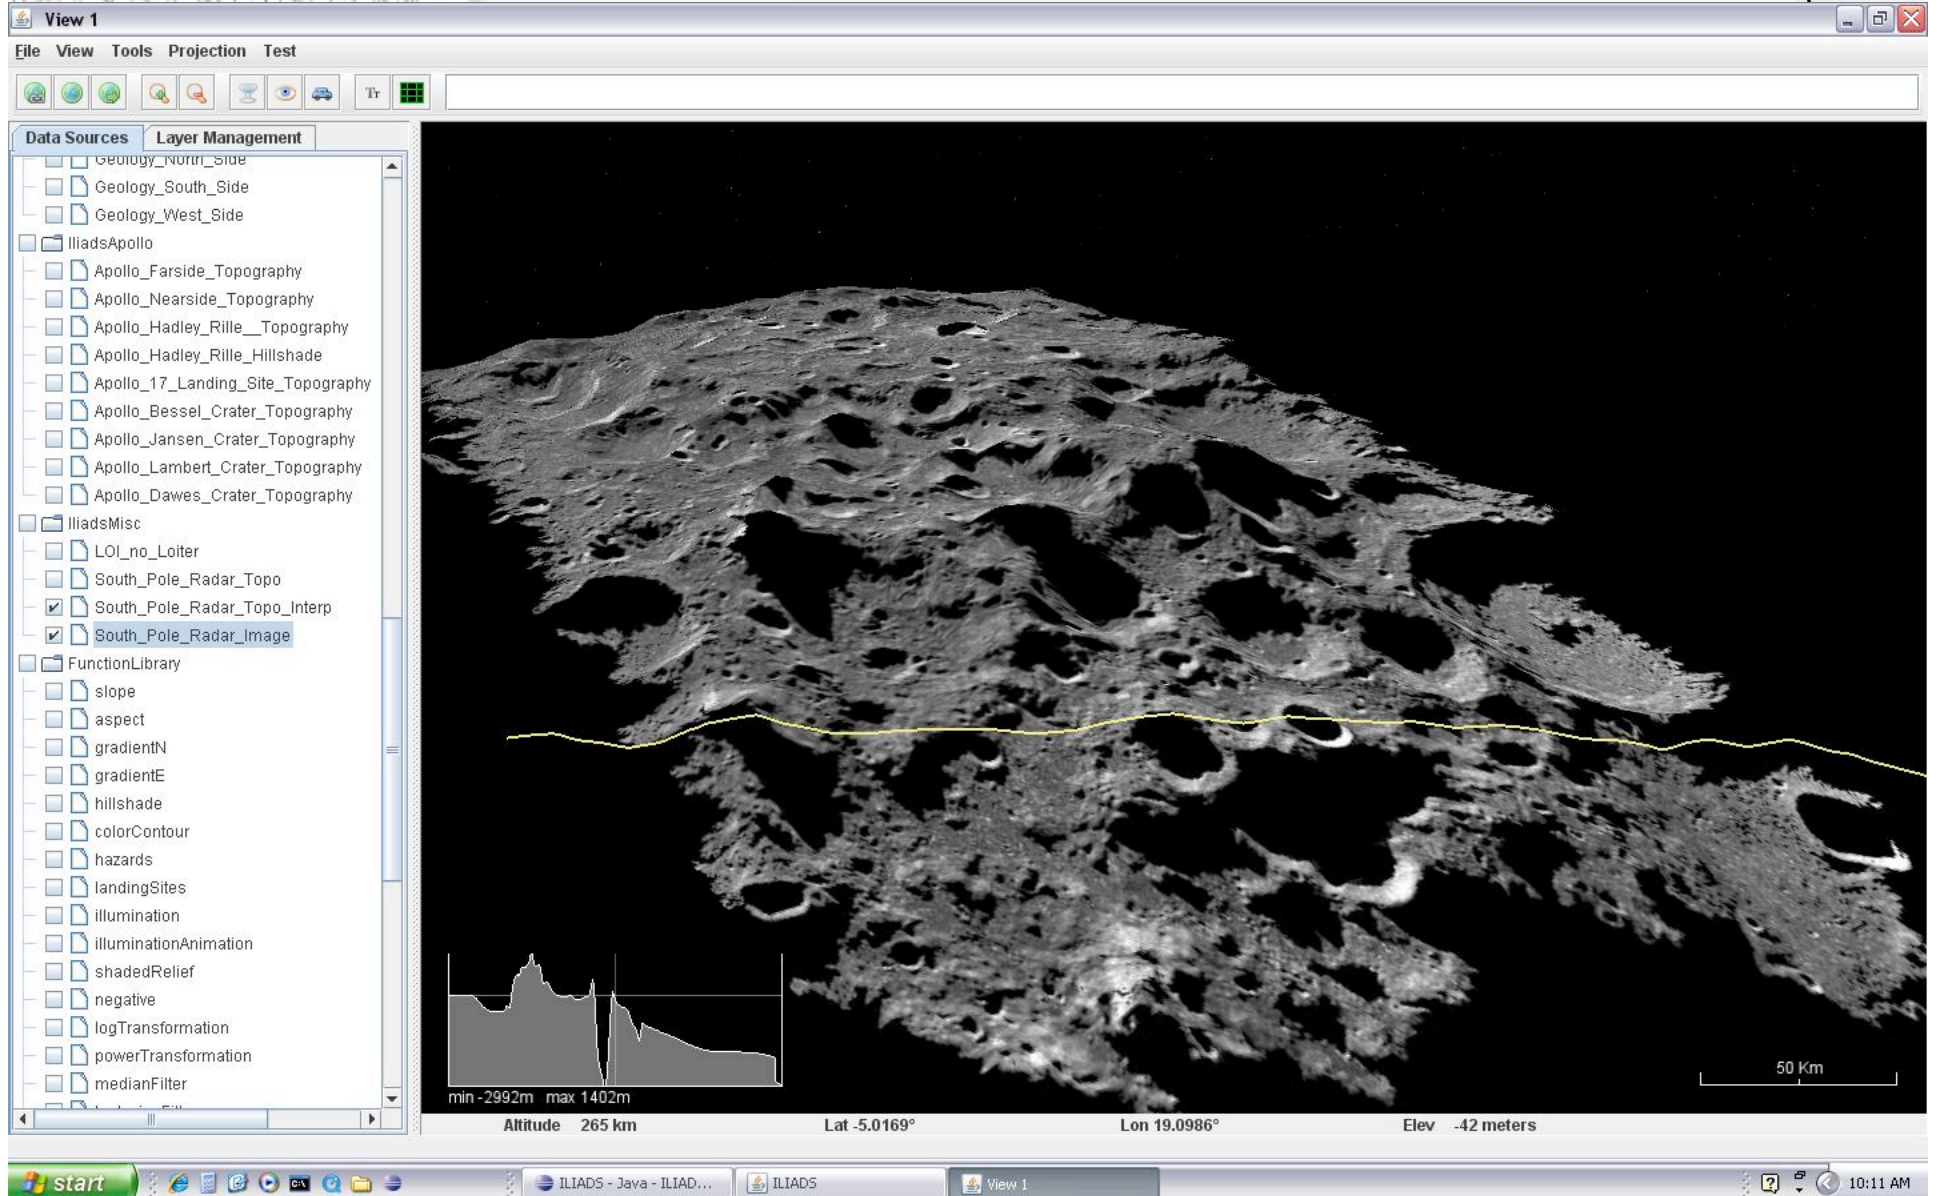 View 1
File View Tools Projection Test
Tr
Data Sources Layer Management
Geology_North_Side
Geology_South_Side
Geology_West_Side
IliadsApollo
Apollo_Farside_Topography
Apollo_Nearside_Topography
Apollo_Hadley_Rille__Topography
Apollo_Hadley_Rille_Hillshade
Apollo_17_Landing_Site_Topography
Apollo_Bessel_Crater_Topography
Apollo_Jansen_Crater_Topography
Apollo_Lambert_Crater_Topography
Apollo_Dawes_Crater_Topography
IliadsMisc
LOI_no_Loiter
South_Pole_Radar_Topo
South_Pole_Radar_Topo_Interp
South_Pole_Radar_Image
FunctionLibrary
slope
aspect
gradientN
gradientE
hillshade
colorContour
hazards
landingSites
illumination
illuminationAnimation
shadedRelief
negative
logTransformation
powerTransformation
medianFilter
50 Km
min -2992m max 1402m
Altitude 265 km Lat -5.0169° Lon 19.0986° Elev -42 meters
start ILIADS - Java - ILIAD... ILIADS View 1 10:11 AM